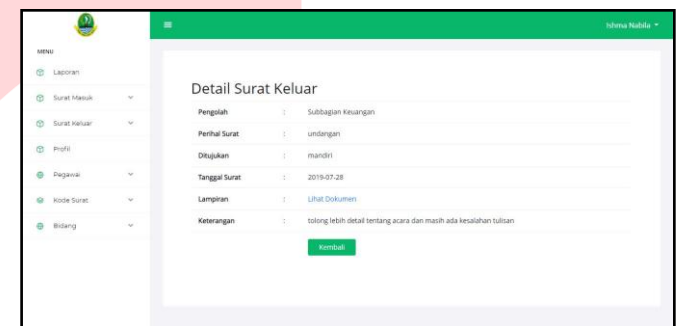 Ishma Nabila
MENU
Laporan
Surat Masuk
Surat Keluar
Profil
Pegawai
Kode Surat
Bidang
Detail Surat Keluar
Pengolah : Subbagian Keuangan
Perihal Surat : undangan
Ditujukan : mandiri
Tanggal Surat : 2019-07-28
Lampiran : Lihat Dokumen
Keterangan : tolong lebih detail tentang acara dan masih ada kesalahan tulisan
Kembali